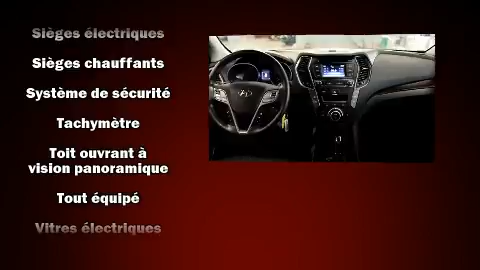 Sièges électriques
Sièges chauffants
Système de sécurité
Tachymètre
Toit ouvrant à
vision panoramique
Tout équipé
Vitres électriques